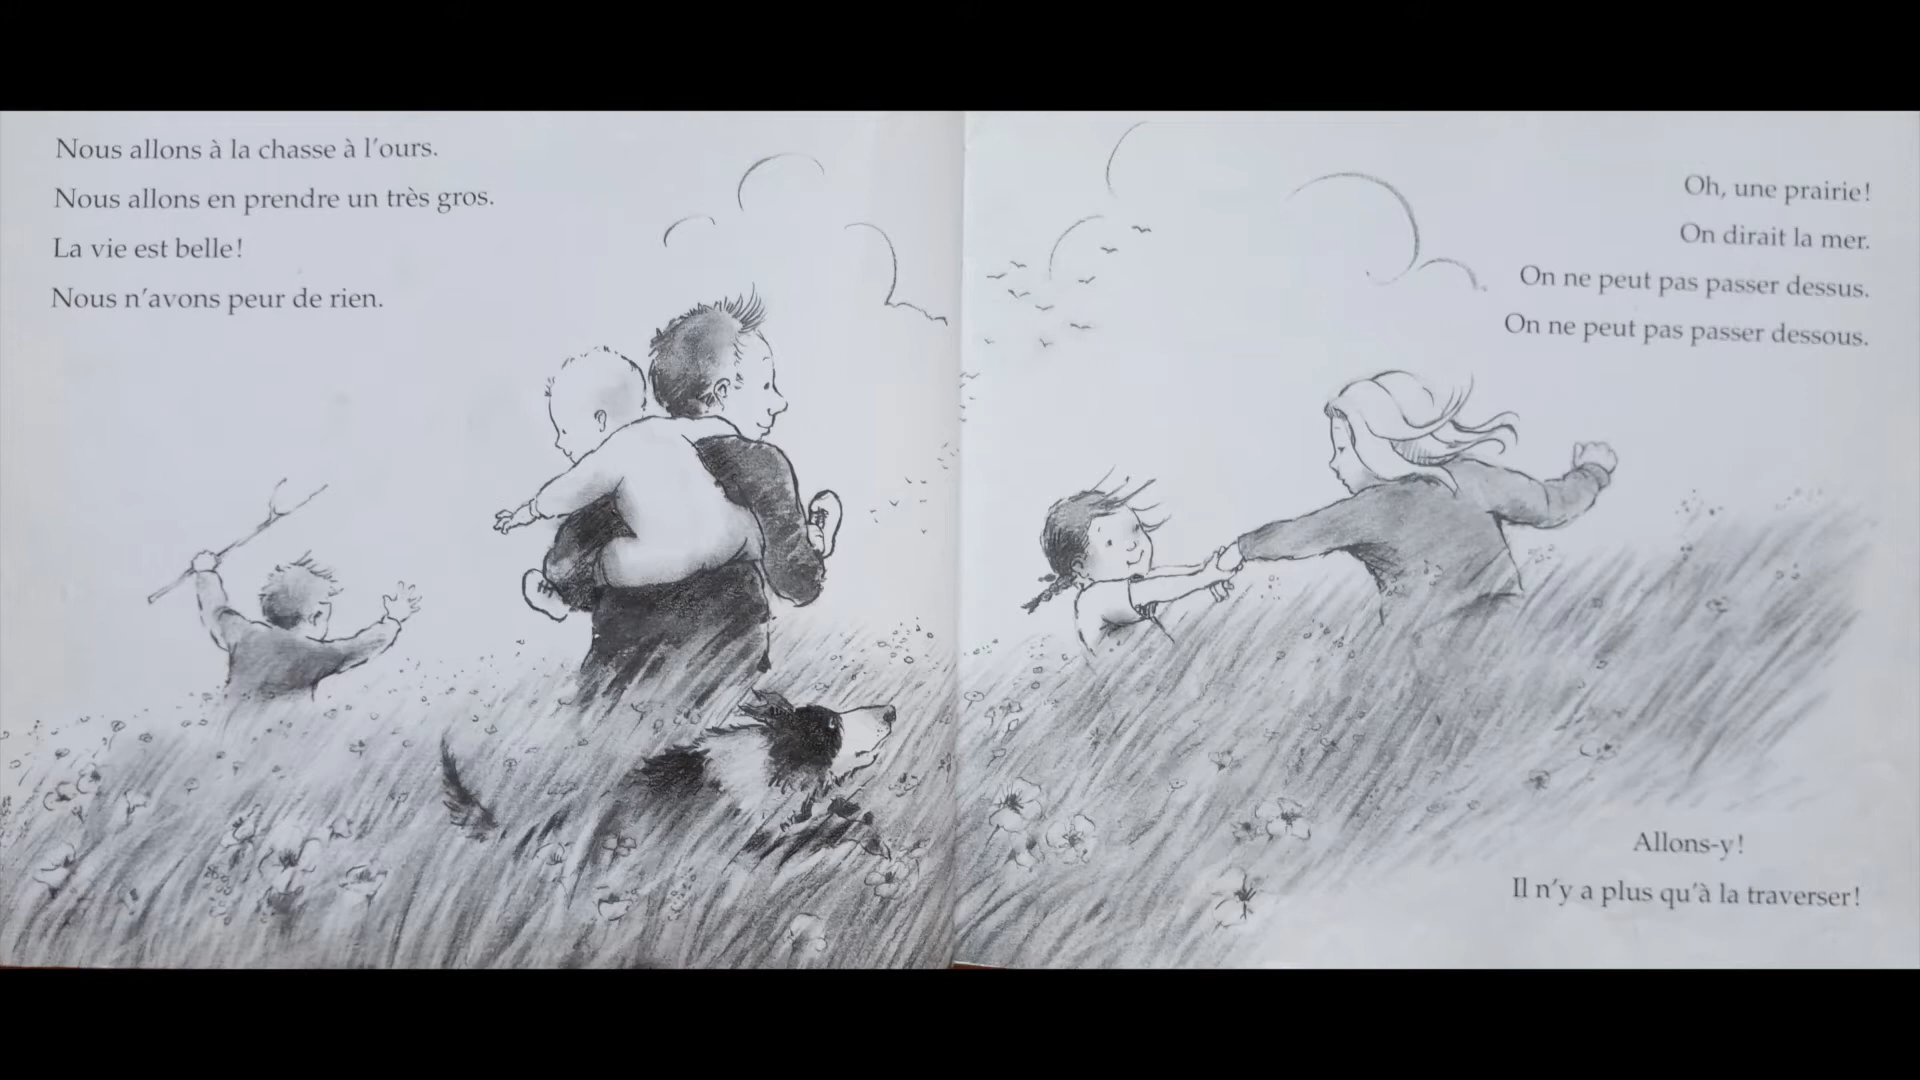 Nous allons à la chasse à l'ours.
Nous allons en prendre un très gros.
La vie est belle!
Nous n'avons peur de rien.
Oh, une prairie!
On dirait la mer.
On ne peut pas passer dessus.
On ne peut pas passer dessous.
Allons-y!
Il n'y a plus qu'à la traverser!